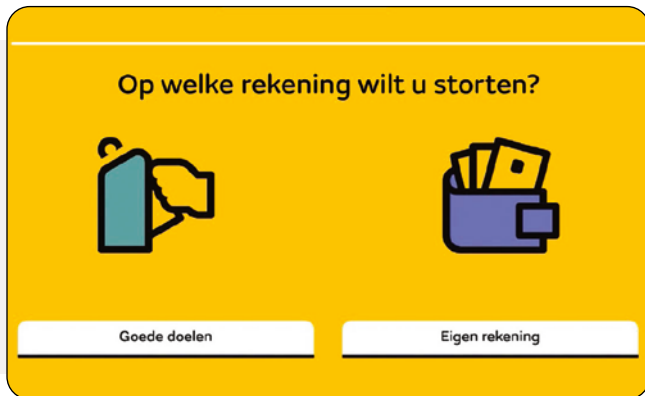 Op welke rekening wilt u storten?
Goede doelen
Eigen rekening